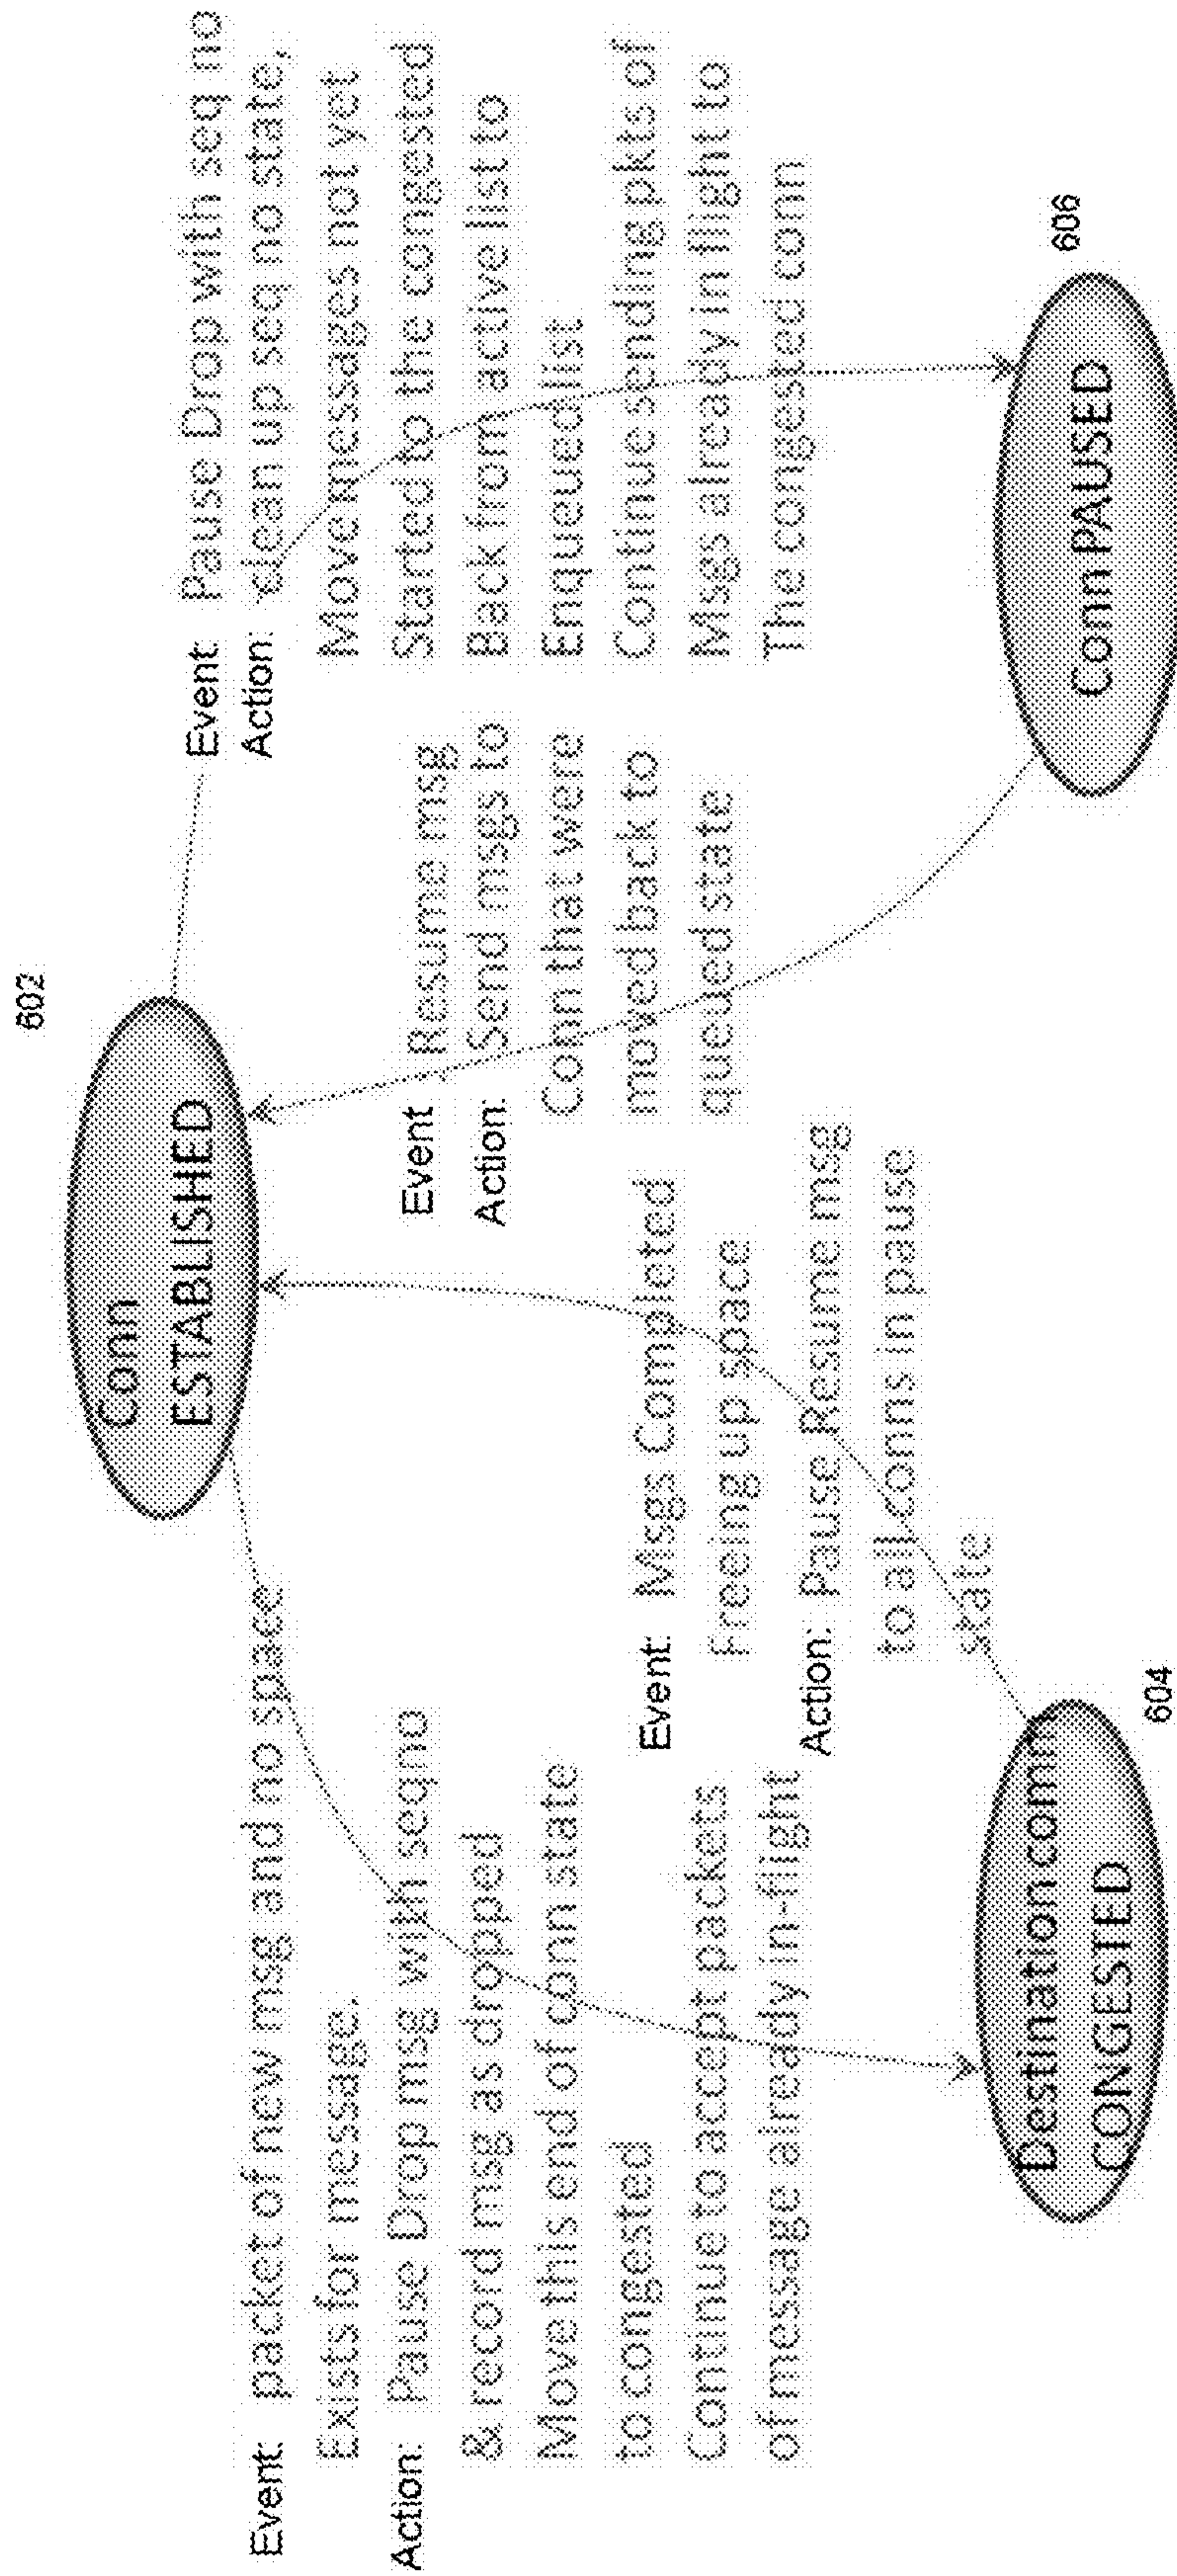 602
Conn
ESTABLISHED
Event: packet of new msg and no space
Exists for message.
Action: Pause Drop msg with seqno
& record msg as dropped
Move this end of conn state
to congested
Continue to accept packets
of message already in-flight
Event: Msgs Completed
Freeing up space
Action: Pause Resume msg
to all conns in pause
state
Event: Resume msg
Action: Send msgs to
Conn that were
moved back to
queued state
Event: Pause Drop with seq no
Action: clean up seq no state,
Move messages not yet
Started to the congested
Back from active list to
Enqueued list
Continue sending pkts of
Msgs already in flight to
The congested conn
Destination comm
CONGESTED
604
Conn PAUSED
606